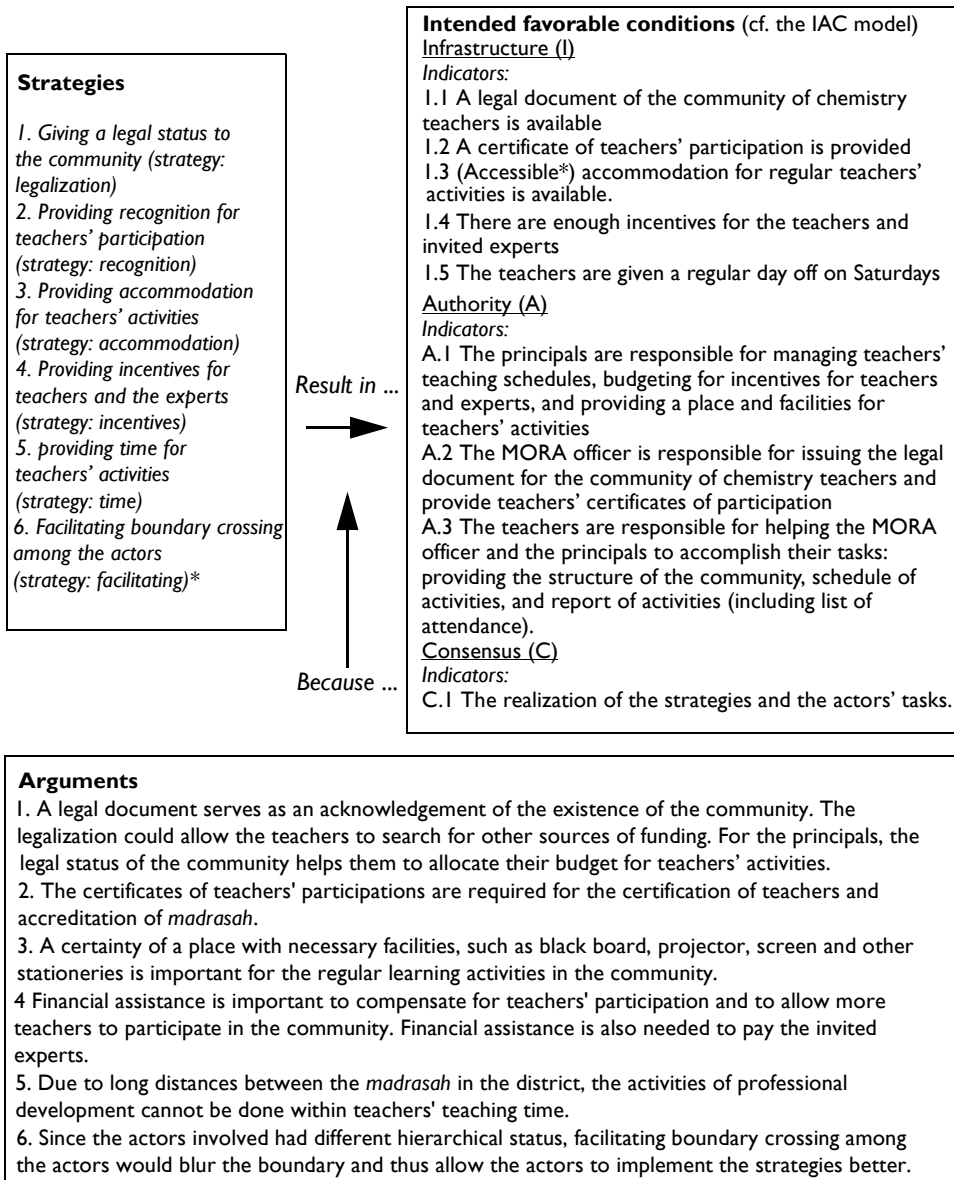 Strategies
1. Giving a legal status to
the community (strategy:
legalization)
2. Providing recognition for
teachers' participation
(strategy: recognition)
3. Providing accommodation
for teachers' activities
(strategy: accommodation)
4. Providing incentives for
teachers and the experts
(strategy: incentives)
5. providing time for
teachers' activities
(strategy: time)
6. Facilitating boundary crossing
among the actors
(strategy: facilitating)*
Result in ...
Because ...
Intended favorable conditions (cf. the IAC model)
Infrastructure (I)
Indicators:
1.1 A legal document of the community of chemistry
teachers is available
1.2 A certificate of teachers' participation is provided
1.3 (Accessible*) accommodation for regular teachers'
activities is available.
1.4 There are enough incentives for the teachers and
invited experts
1.5 The teachers are given a regular day off on Saturdays
Authority (A)
Indicators:
A.1 The principals are responsible for managing teachers'
teaching schedules, budgeting for incentives for teachers
and experts, and providing a place and facilities for
teachers' activities
A.2 The MORA officer is responsible for issuing the legal
document for the community of chemistry teachers and
provide teachers' certificates of participation
A.3 The teachers are responsible for helping the MORA
officer and the principals to accomplish their tasks:
providing the structure of the community, schedule of
activities, and report of activities (including list of
attendance).
Consensus (C)
Indicators:
C.1 The realization of the strategies and the actors' tasks.
Arguments
1. A legal document serves as an acknowledgement of the existence of the community. The
legalization could allow the teachers to search for other sources of funding. For the principals, the
legal status of the community helps them to allocate their budget for teachers' activities.
2. The certificates of teachers' participations are required for the certification of teachers and
accreditation of madrasah.
3. A certainty of a place with necessary facilities, such as black board, projector, screen and other
stationeries is important for the regular learning activities in the community.
4 Financial assistance is important to compensate for teachers' participation and to allow more
teachers to participate in the community. Financial assistance is also needed to pay the invited
experts.
5. Due to long distances between the madrasah in the district, the activities of professional
development cannot be done within teachers' teaching time.
6. Since the actors involved had different hierarchical status, facilitating boundary crossing among
the actors would blur the boundary and thus allow the actors to implement the strategies better.